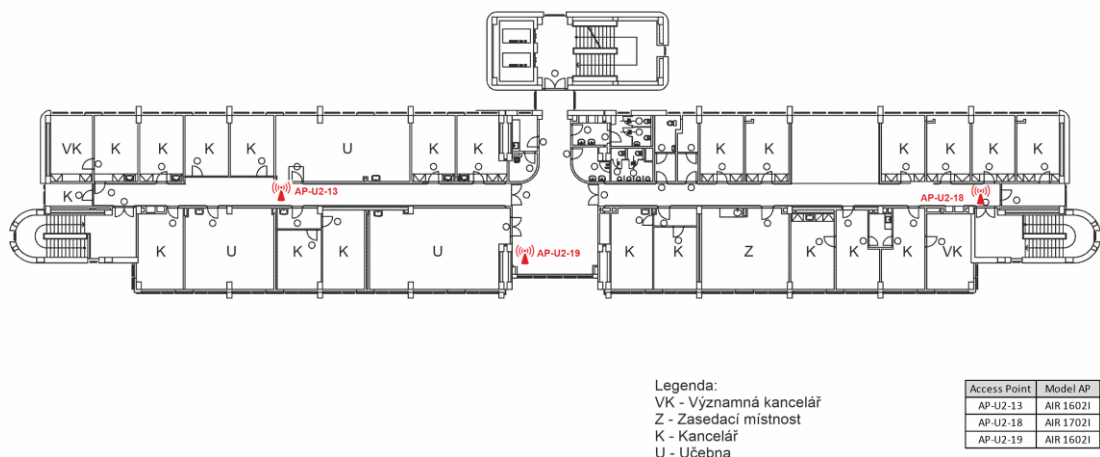 VK K K K K U K K K K K K K K
K
AP-U2-13
AP-U2-18
AP-U2-19
K U K K U K K Z K K K VK
Legenda:
VK - Významná kancelář
Z - Zasedací místnost
K - Kancelář
U - Učebna
Access Point Model AP
AP-U2-13 AIR 1602I
AP-U2-18 AIR 1702I
AP-U2-19 AIR 1602I